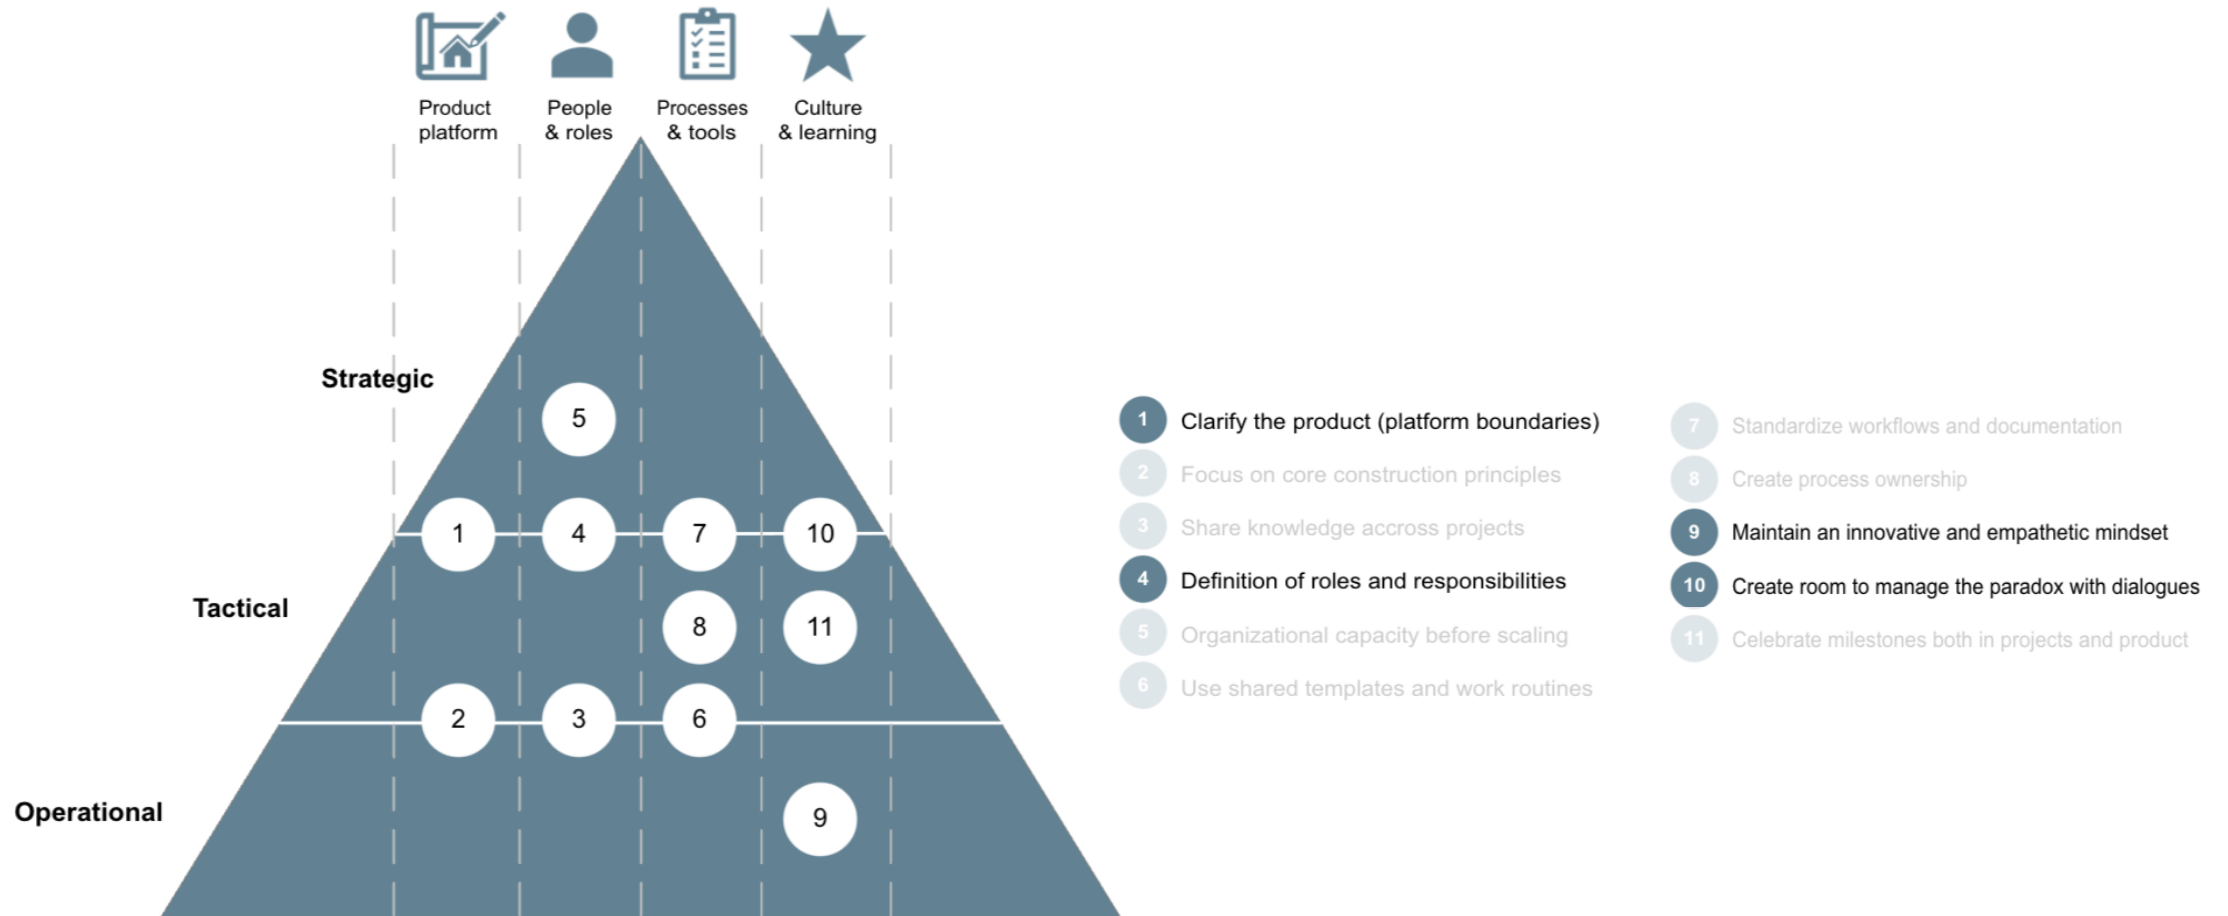 Product
platform
People
& roles
Processes
& tools
Culture
& learning
Strategic
5
1
4
7
10
Tactical
8
11
2
3
6
Operational
9
1 Clarify the product (platform boundaries)
2 Focus on core construction principles
3 Share knowledge accross projects
4 Definition of roles and responsibilities
5 Organizational capacity before scaling
6 Use shared templates and work routines
7 Standardize workflows and documentation
8 Create process ownership
9 Maintain an innovative and empathetic mindset
10 Create room to manage the paradox with dialogues
11 Celebrate milestones both in projects and product